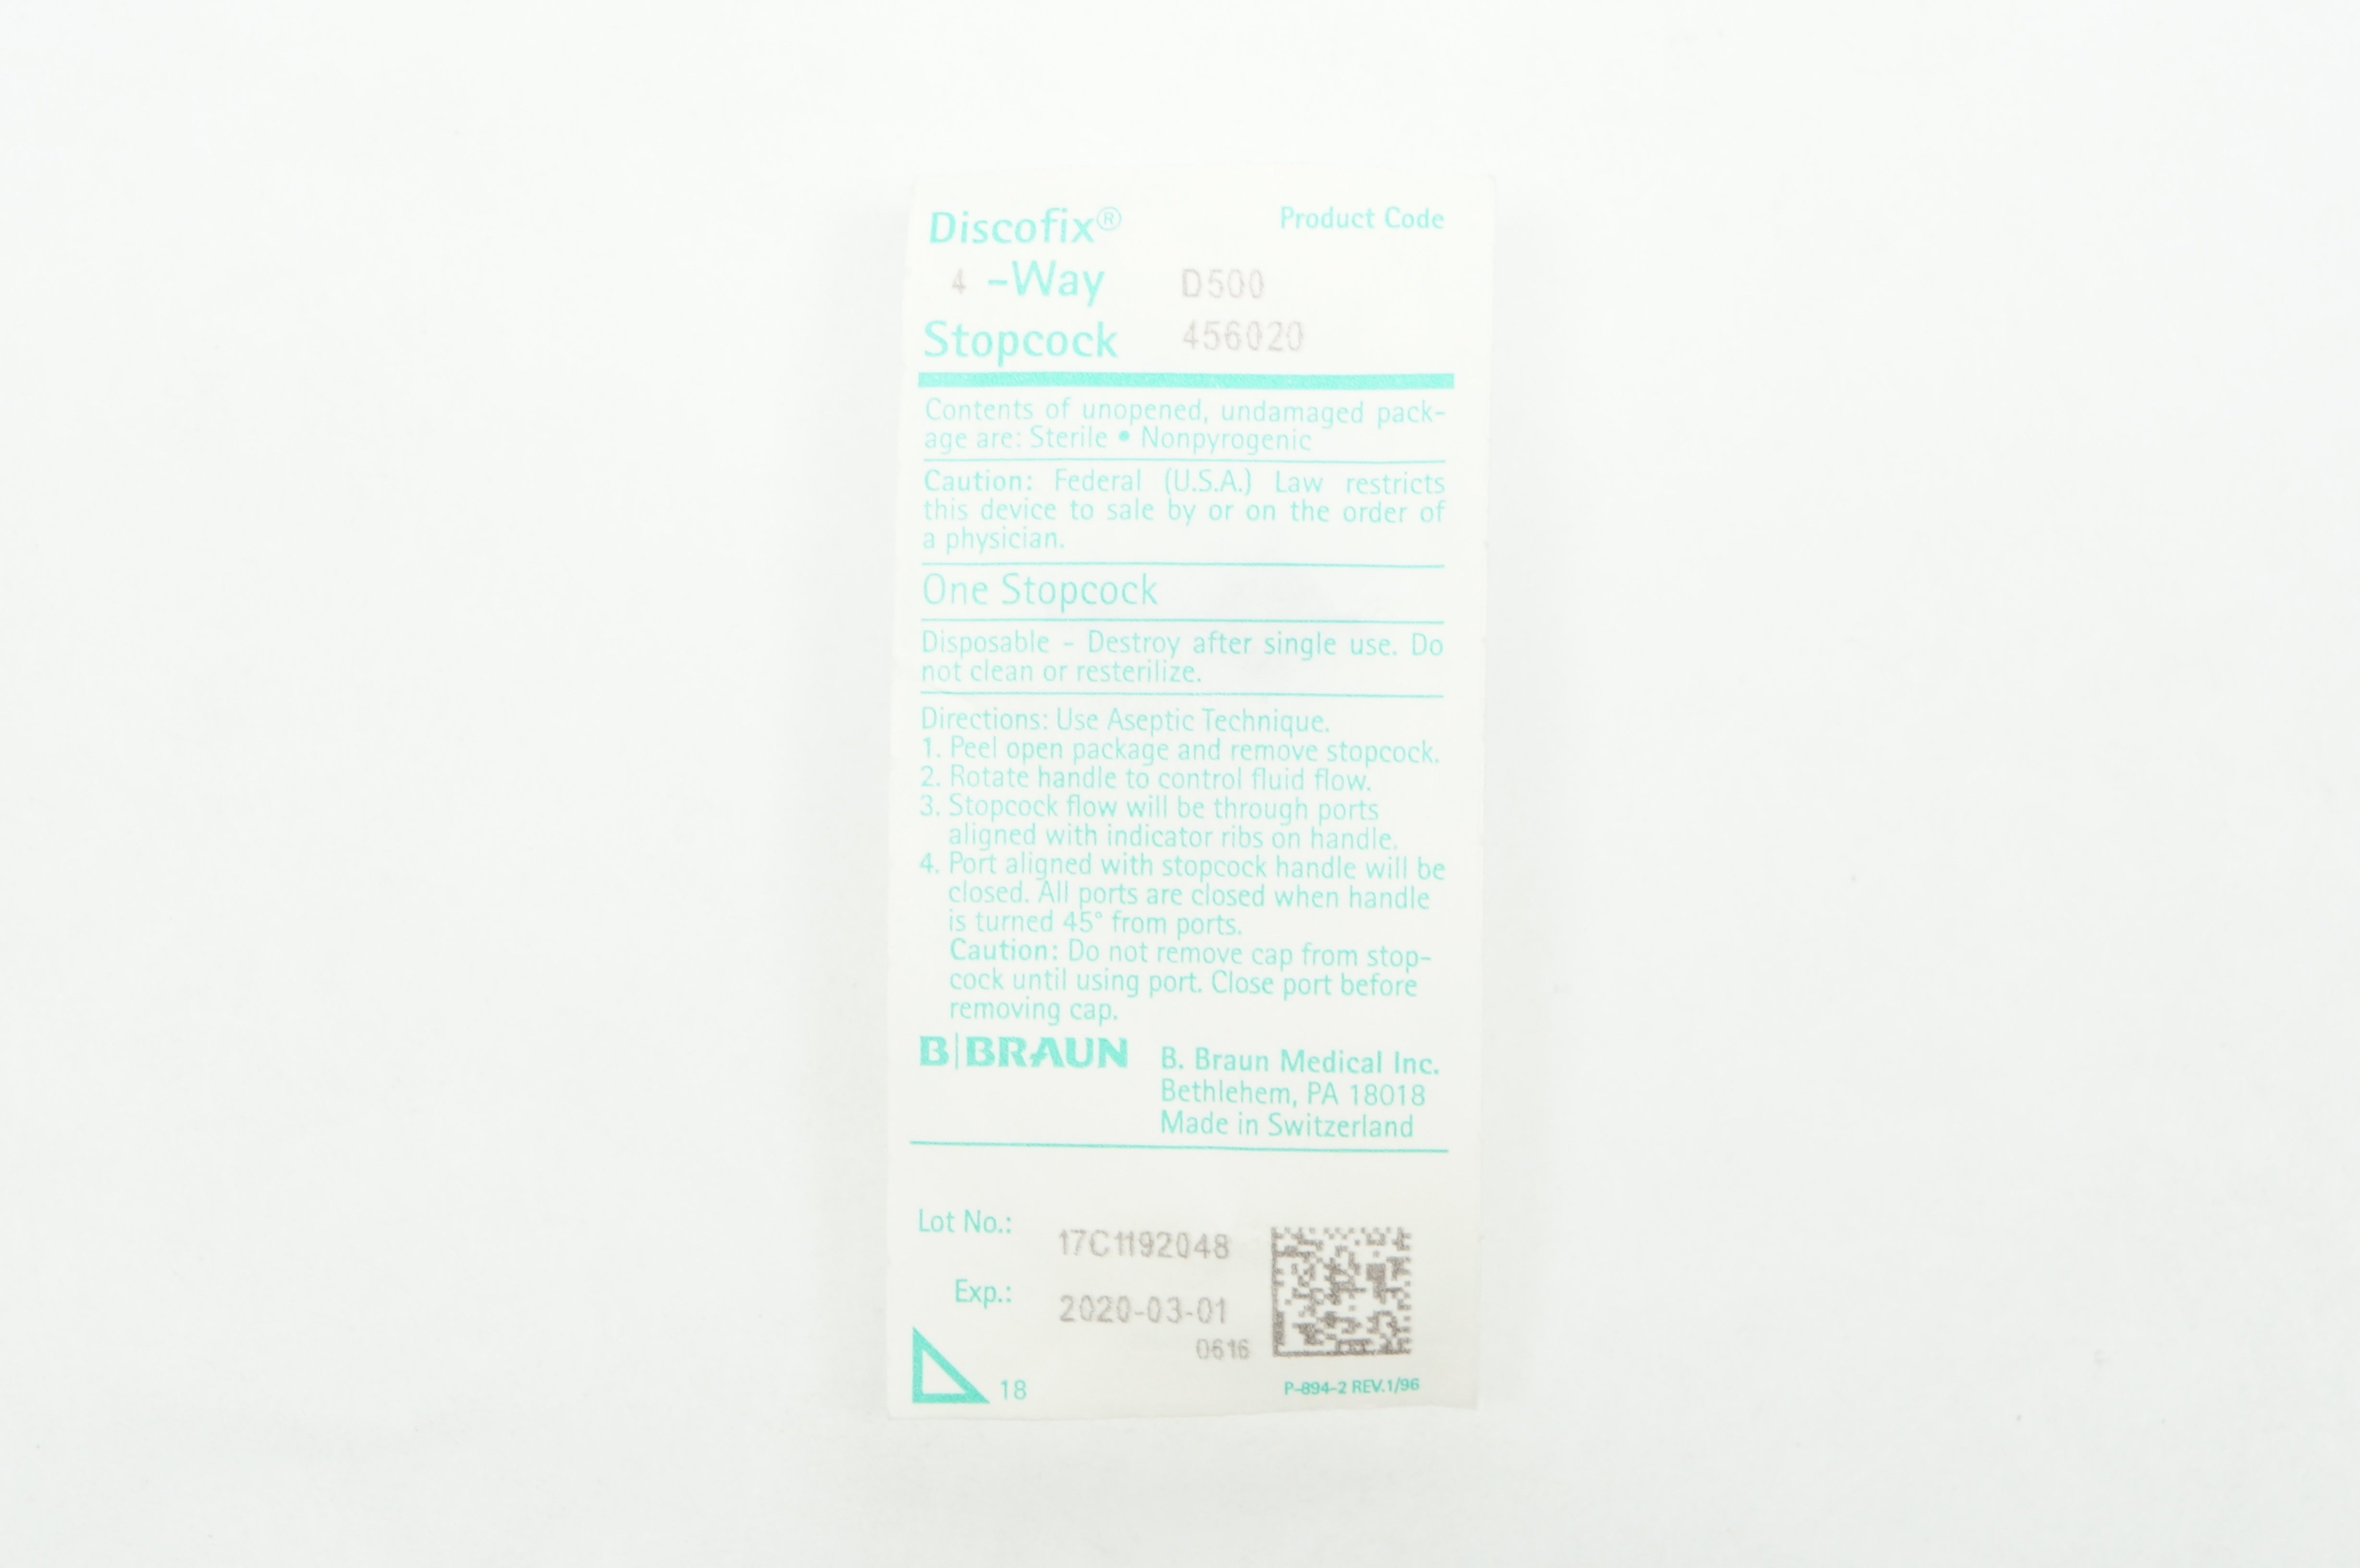 Discofix® Product Code
4 -Way D500
Stopcock 456020
Contents of unopened, undamaged pack-
age are: Sterile • Nonpyrogenic
Caution: Federal (U.S.A.) Law restricts
this device to sale by or on the order of
a physician.
One Stopcock
Disposable - Destroy after single use. Do
not clean or resterilize.
Directions: Use Aseptic Technique.
1. Peel open package and remove stopcock.
2. Rotate handle to control fluid flow.
3. Stopcock flow will be through ports
aligned with indicator ribs on handle.
4. Port aligned with stopcock handle will be
closed. All ports are closed when handle
is turned 45° from ports.
Caution: Do not remove cap from stop-
cock until using port. Close port before
removing cap.
B|BRAUN B. Braun Medical Inc.
Bethlehem, PA 18018
Made in Switzerland
Lot No.: 17C1192048
Exp.: 2020-03-01
0616
18 P-894-2 REV.1/96